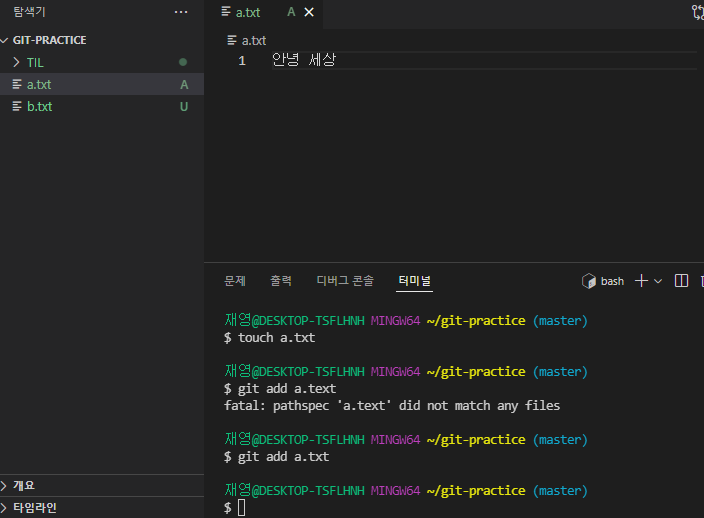 탐색기 ···
GIT-PRACTICE
TIL
a.txt A
b.txt U
개요
타임라인
a.txt A
a.txt
1 안녕 세상
문제 출력 디버그 콘솔 터미널 bash
재영@DESKTOP-TSFLHNH MINGW64 ~/git-practice (master)
$ touch a.txt
재영@DESKTOP-TSFLHNH MINGW64 ~/git-practice (master)
$ git add a.text
fatal: pathspec 'a.text' did not match any files
재영@DESKTOP-TSFLHNH MINGW64 ~/git-practice (master)
$ git add a.txt
재영@DESKTOP-TSFLHNH MINGW64 ~/git-practice (master)
$